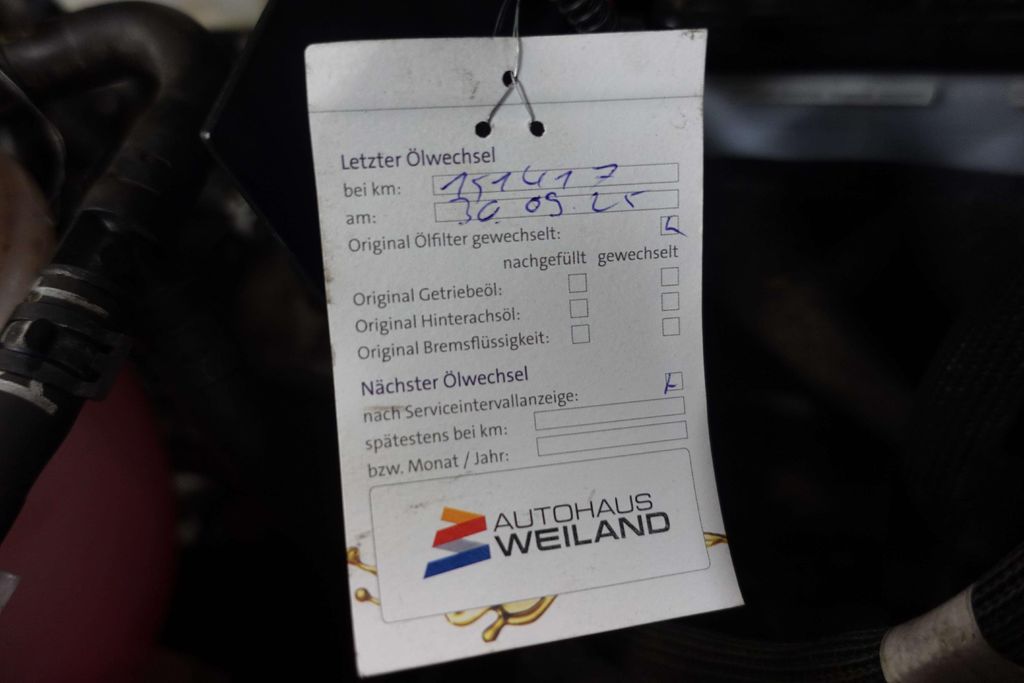 Letzter Ölwechsel
bei km: 151417
am: 30.09.25
Original Ölfilter gewechselt:
nachgefüllt gewechselt
Original Getriebeöl:
Original Hinterachsöl:
Original Bremsflüssigkeit:
Nächster Ölwechsel
nach Serviceintervallanzeige:
spätestens bei km:
bzw. Monat / Jahr:
AUTOHAUS
WEILAND